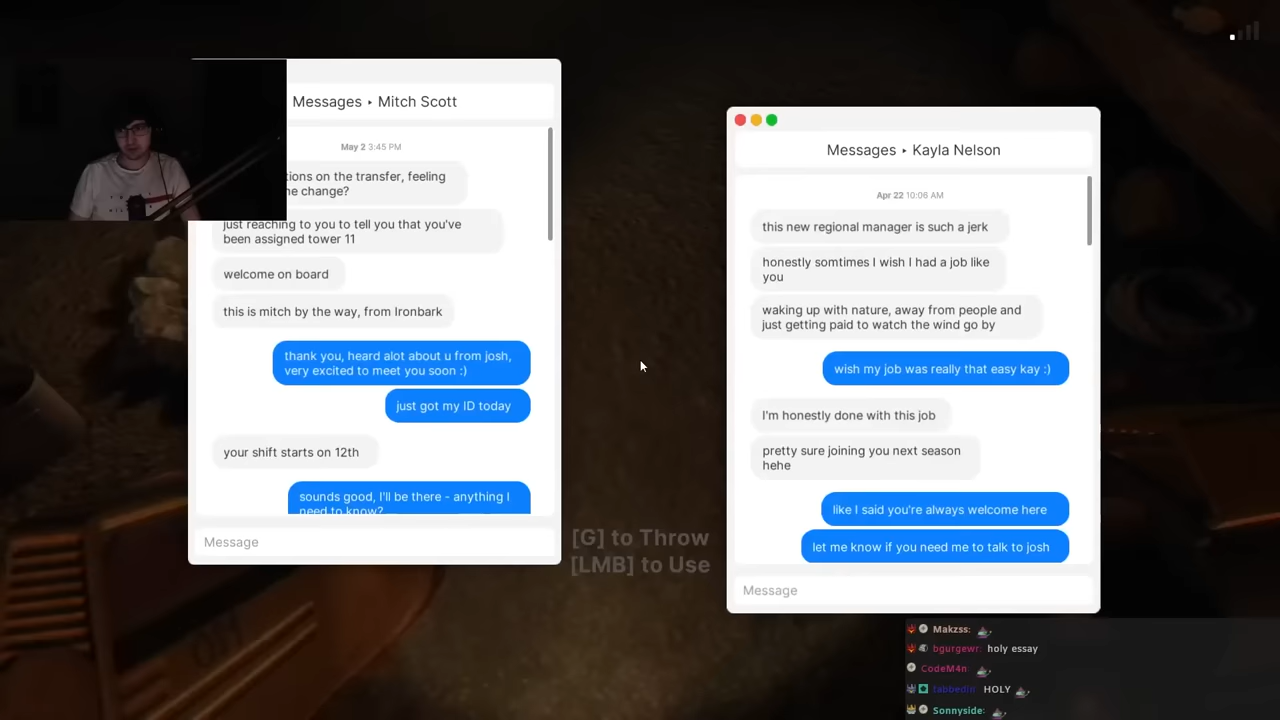 Messages ▸ Mitch Scott
May 2 3:45 PM
tions on the transfer, feeling
he change?
just reaching to you to tell you that you've
been assigned tower 11
welcome on board
this is mitch by the way, from Ironbark
thank you, heard alot about u from josh,
very excited to meet you soon :)
just got my ID today
your shift starts on 12th
sounds good, I'll be there - anything I
need to know?
Message
Messages ▸ Kayla Nelson
Apr 22 10:06 AM
this new regional manager is such a jerk
honestly somtimes I wish I had a job like
you
waking up with nature, away from people and
just getting paid to watch the wind go by
wish my job was really that easy kay :)
I'm honestly done with this job
pretty sure joining you next season
hehe
like I said you're always welcome here
let me know if you need me to talk to josh
Message
[G] to Throw
[LMB] to Use
Makzss:
bgurgewr: holy essay
CodeM4n:
HOLY
Sonnyside: